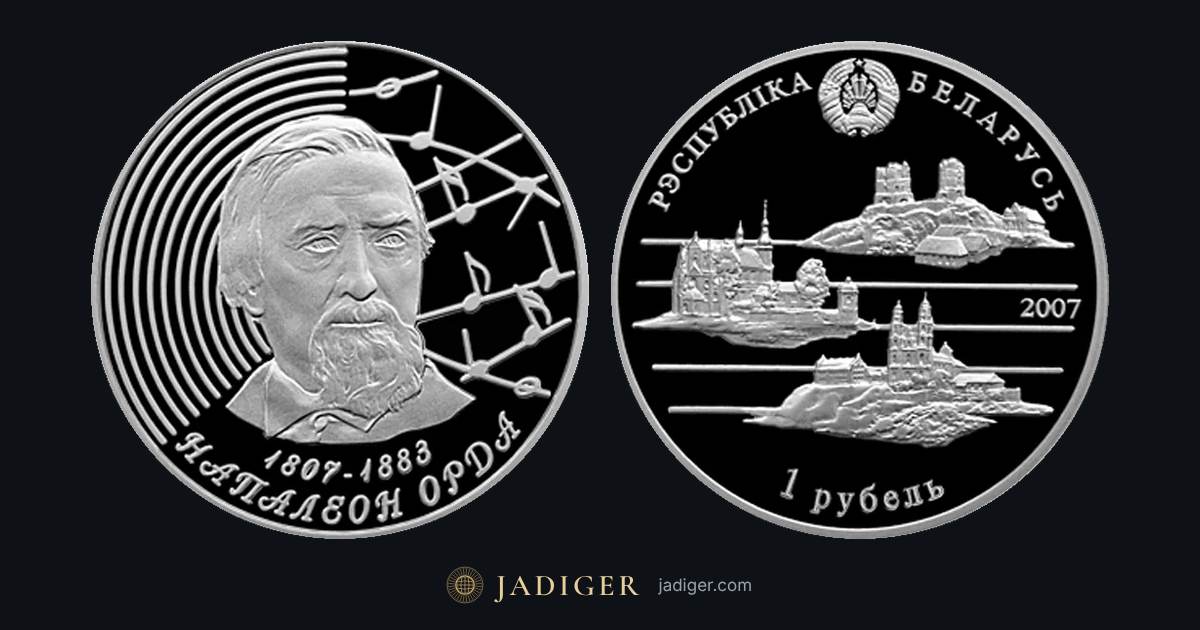 1807-1883
НАПАЛЕОН ОРДА
РЭСПУБЛІКА БЕЛАРУСЬ
2007
1 рубель
JADIGER jadiger.com